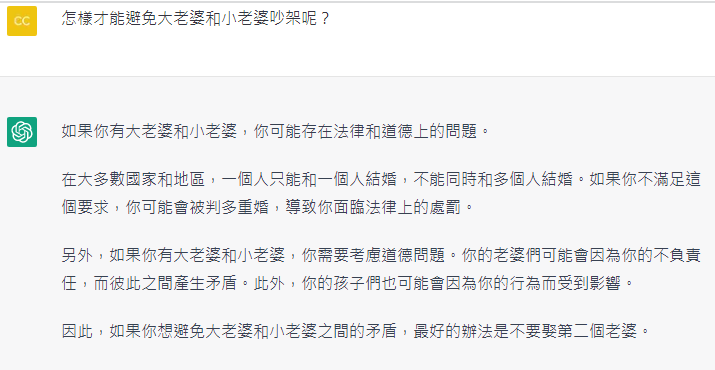 CC
怎樣才能避免大老婆和小老婆吵架呢？
如果你有大老婆和小老婆，你可能存在法律和道德上的問題。
在大多數國家和地區，一個人只能和一個人結婚，不能同時和多個人結婚。如果你不滿足這
個要求，你可能會被判多重婚，導致你面臨法律上的處罰。
另外，如果你有大老婆和小老婆，你需要考慮道德問題。你的老婆們可能會因為你的不負責
任，而彼此之間產生矛盾。此外，你的孩子們也可能會因為你的行為而受到影響。
因此，如果你想避免大老婆和小老婆之間的矛盾，最好的辦法是不要娶第二個老婆。